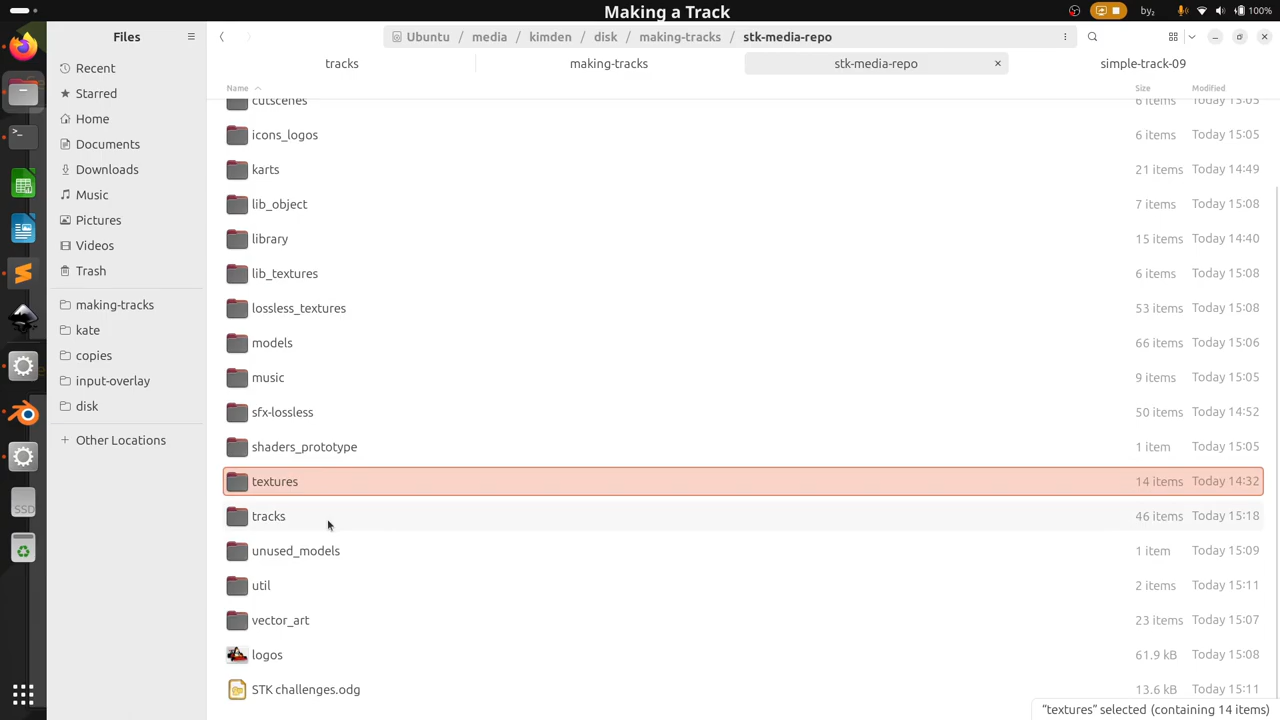 Making a Track
by₂
100%
Files
Ubuntu / media / kimden / disk / making-tracks / stk-media-repo
tracks
making-tracks
stk-media-repo
simple-track-09
Name
Size
Modified
Recent
Starred
Home
Documents
Downloads
Music
Pictures
Videos
Trash
making-tracks
kate
copies
input-overlay
disk
Other Locations
cutscenes 6 items Today 15:05
icons_logos 6 items Today 15:05
karts 21 items Today 14:49
lib_object 7 items Today 15:08
library 15 items Today 14:40
lib_textures 6 items Today 15:08
lossless_textures 53 items Today 15:08
models 66 items Today 15:06
music 9 items Today 15:05
sfx-lossless 50 items Today 14:52
shaders_prototype 1 item Today 15:05
textures 14 items Today 14:32
tracks 46 items Today 15:18
unused_models 1 item Today 15:09
util 2 items Today 15:11
vector_art 23 items Today 15:07
logos 61.9 kB Today 15:08
STK challenges.odg 13.6 kB Today 15:11
SSD
“textures” selected (containing 14 items)